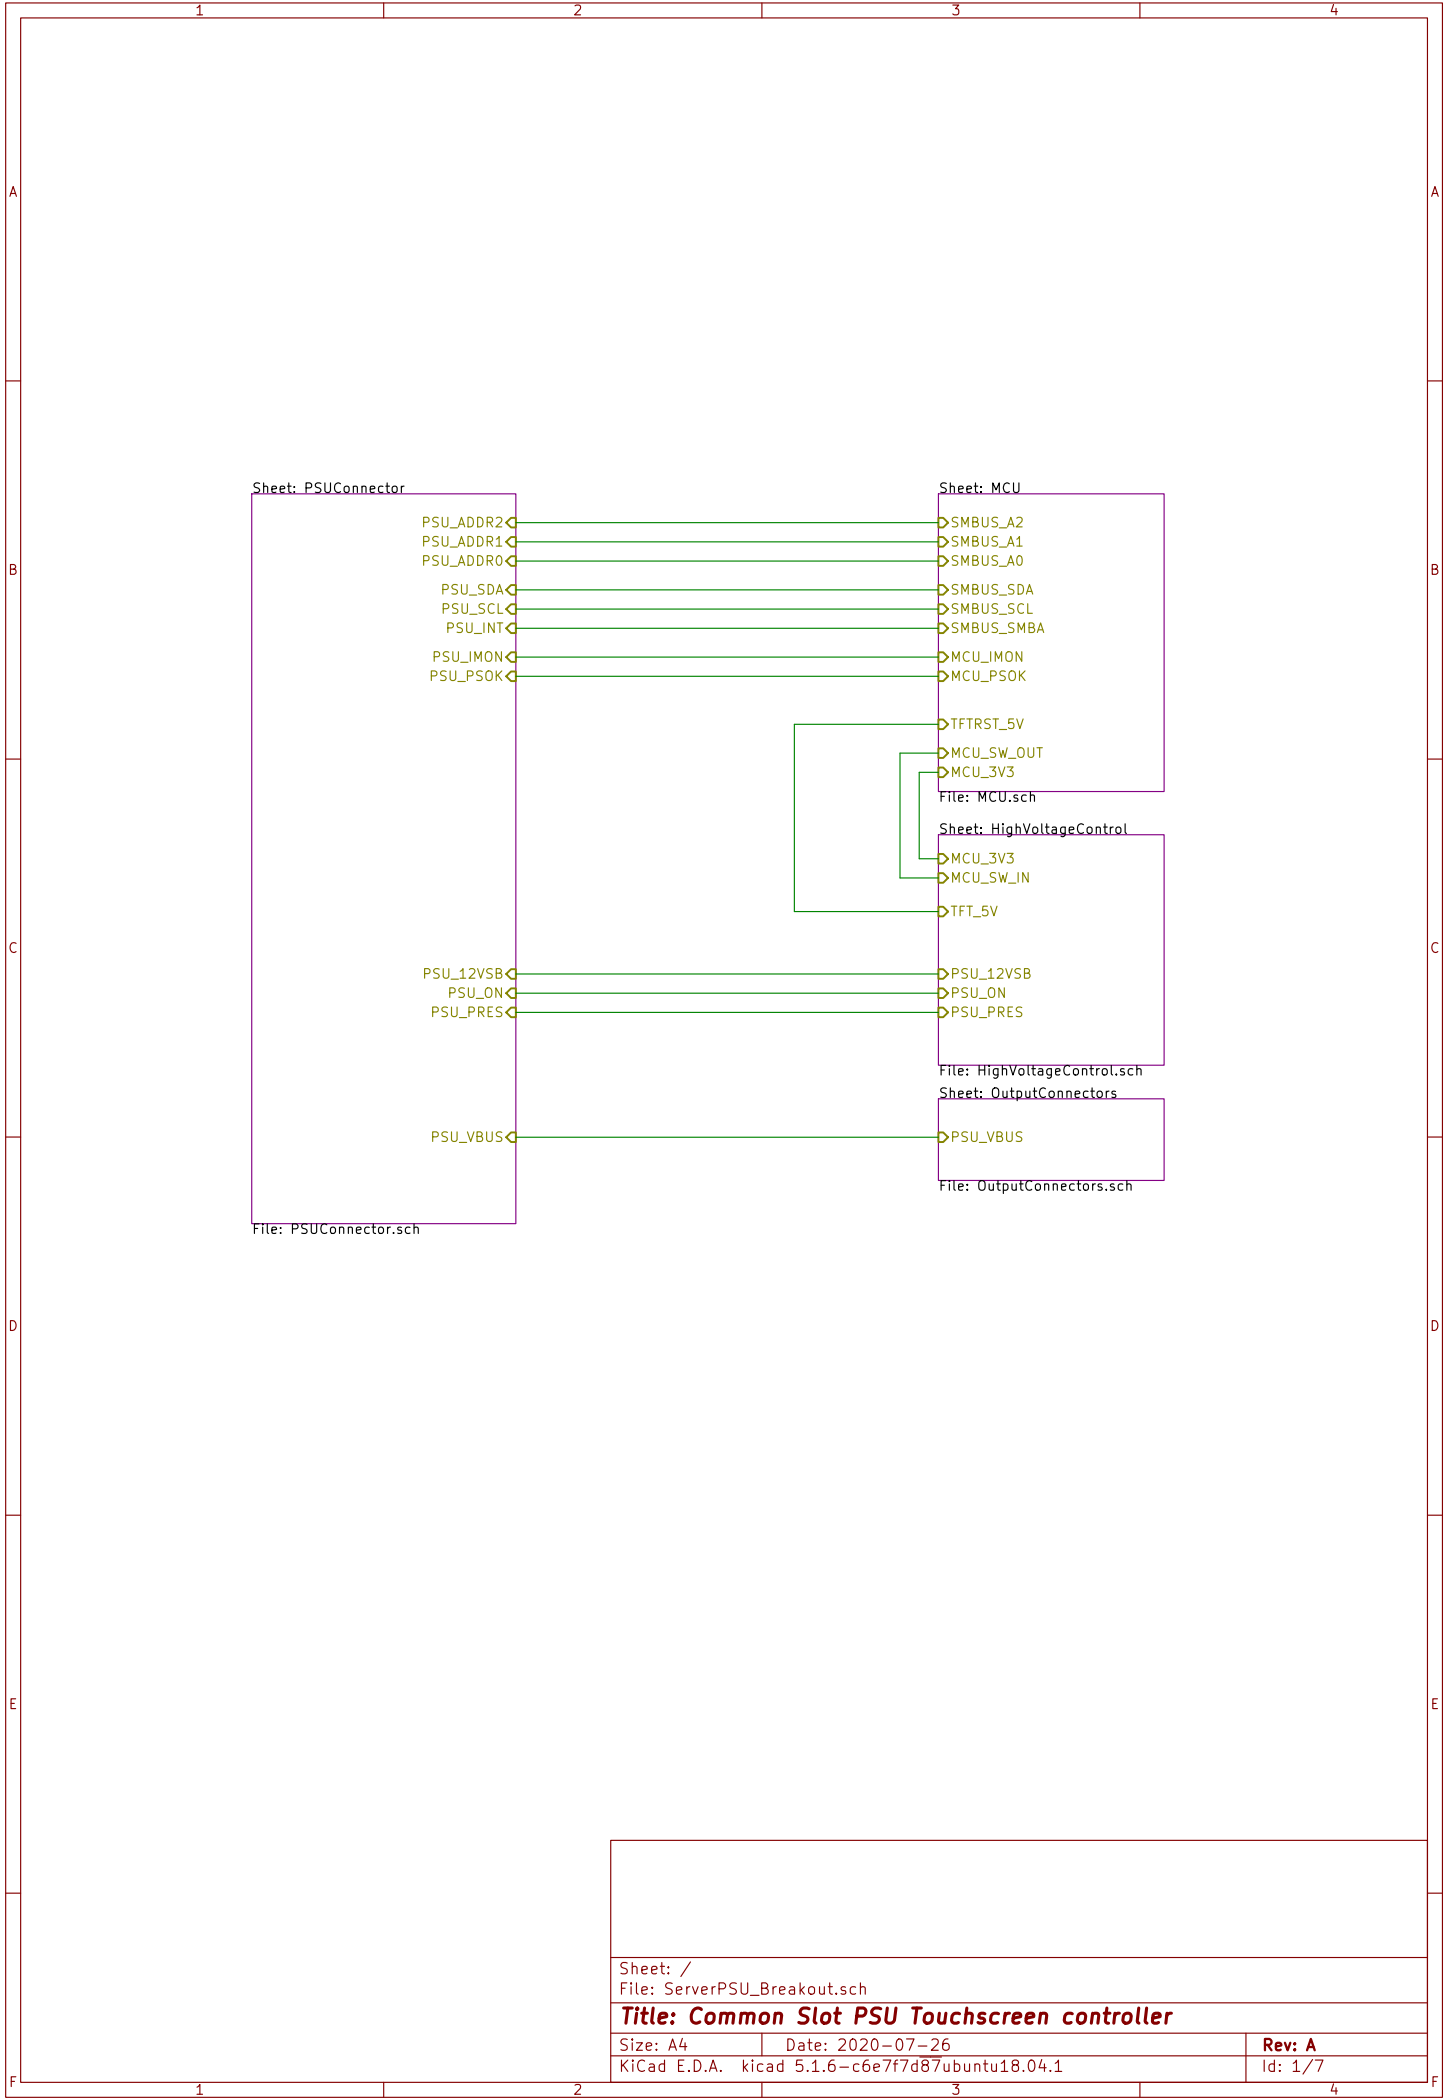 1 2 3 4
A A
Sheet: PSUConnector Sheet: MCU
PSU_ADDR2 SMBUS_A2
PSU_ADDR1 SMBUS_A1
PSU_ADDR0 SMBUS_A0
B B
PSU_SDA SMBUS_SDA
PSU_SCL SMBUS_SCL
PSU_INT SMBUS_SMBA
PSU_IMON MCU_IMON
PSU_PSOK MCU_PSOK
TFTRST_5V
MCU_SW_OUT
MCU_3V3
File: MCU.sch
Sheet: HighVoltageControl
MCU_3V3
MCU_SW_IN
TFT_5V
C C
PSU_12VSB PSU_12VSB
PSU_ON PSU_ON
PSU_PRES PSU_PRES
File: HighVoltageControl.sch
Sheet: OutputConnectors
PSU_VBUS PSU_VBUS
File: OutputConnectors.sch
File: PSUConnector.sch
D D
E E
Sheet: /
File: ServerPSU_Breakout.sch
Title: Common Slot PSU Touchscreen controller
Size: A4 Date: 2020-07-26 Rev: A
KiCad E.D.A. kicad 5.1.6-c6e7f7d87ubuntu18.04.1 Id: 1/7
F F
1 2 3 4